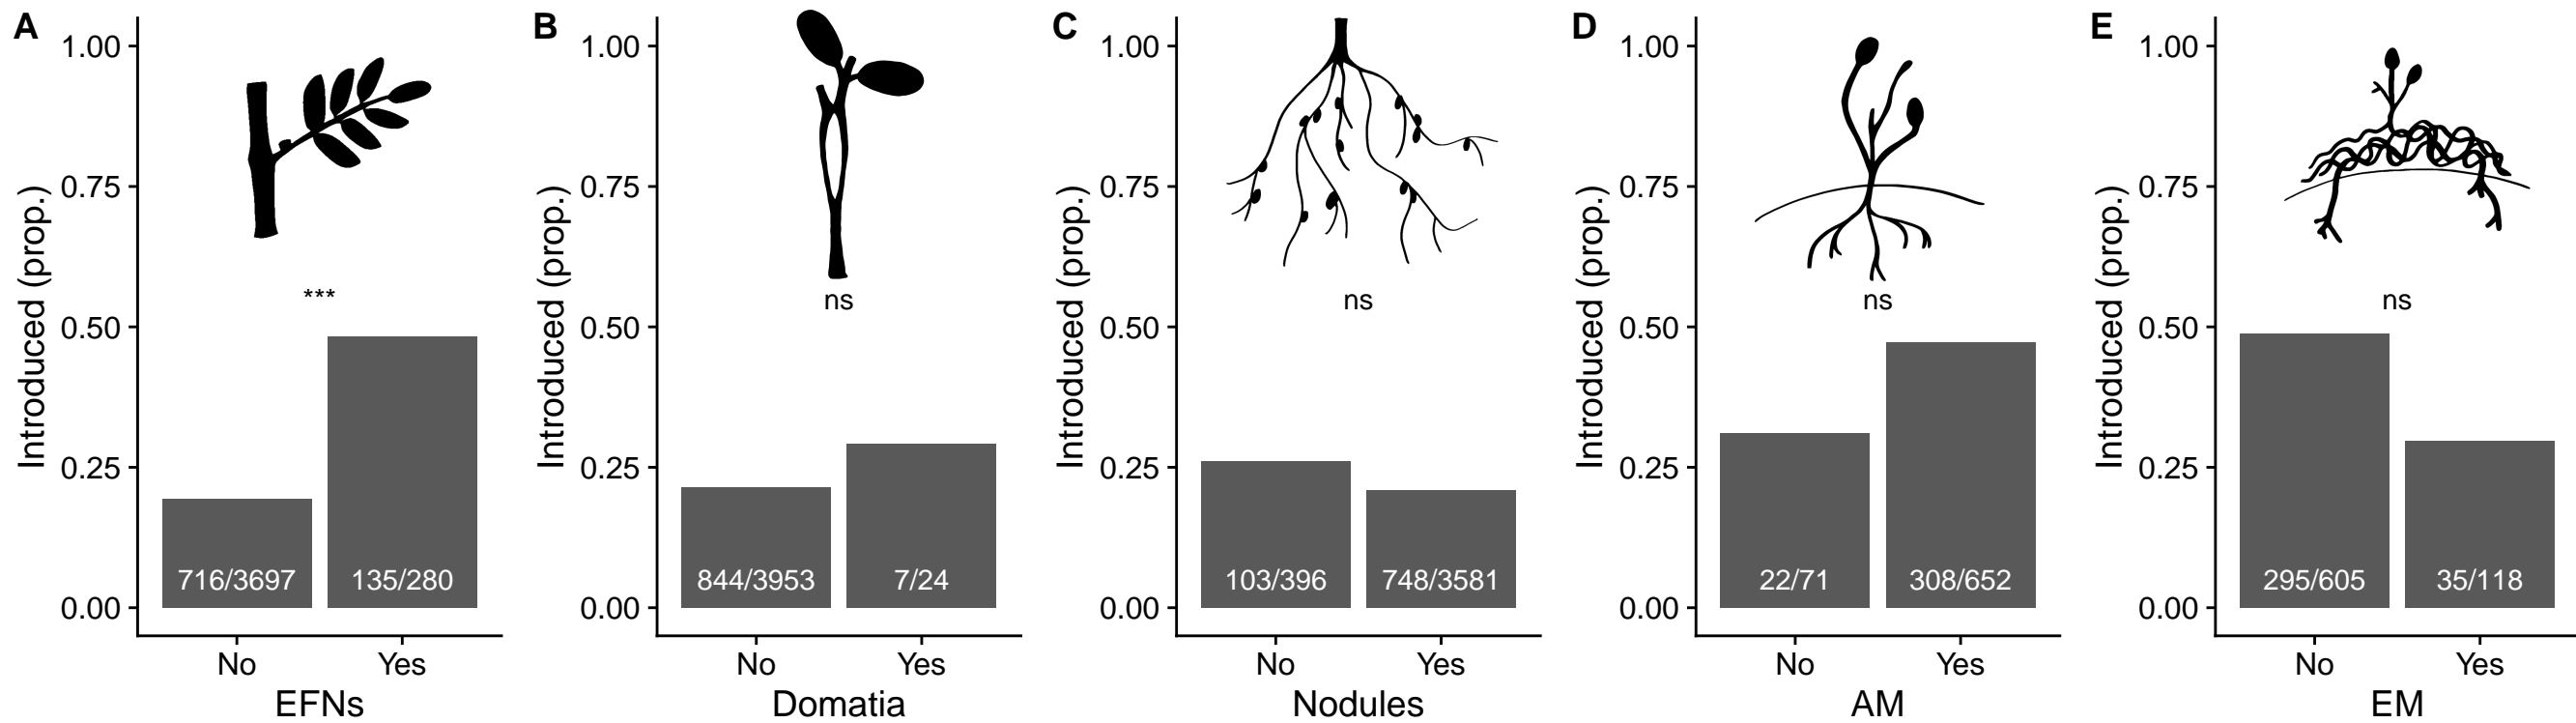 A
Introduced (prop.)
1.00
0.75
0.50
0.25
0.00
***
716/3697 135/280
No Yes
EFNs
B
Introduced (prop.)
1.00
0.75
0.50
0.25
0.00
ns
844/3953 7/24
No Yes
Domatia
C
Introduced (prop.)
1.00
0.75
0.50
0.25
0.00
ns
103/396 748/3581
No Yes
Nodules
D
Introduced (prop.)
1.00
0.75
0.50
0.25
0.00
ns
22/71 308/652
No Yes
AM
E
Introduced (prop.)
1.00
0.75
0.50
0.25
0.00
ns
295/605 35/118
No Yes
EM